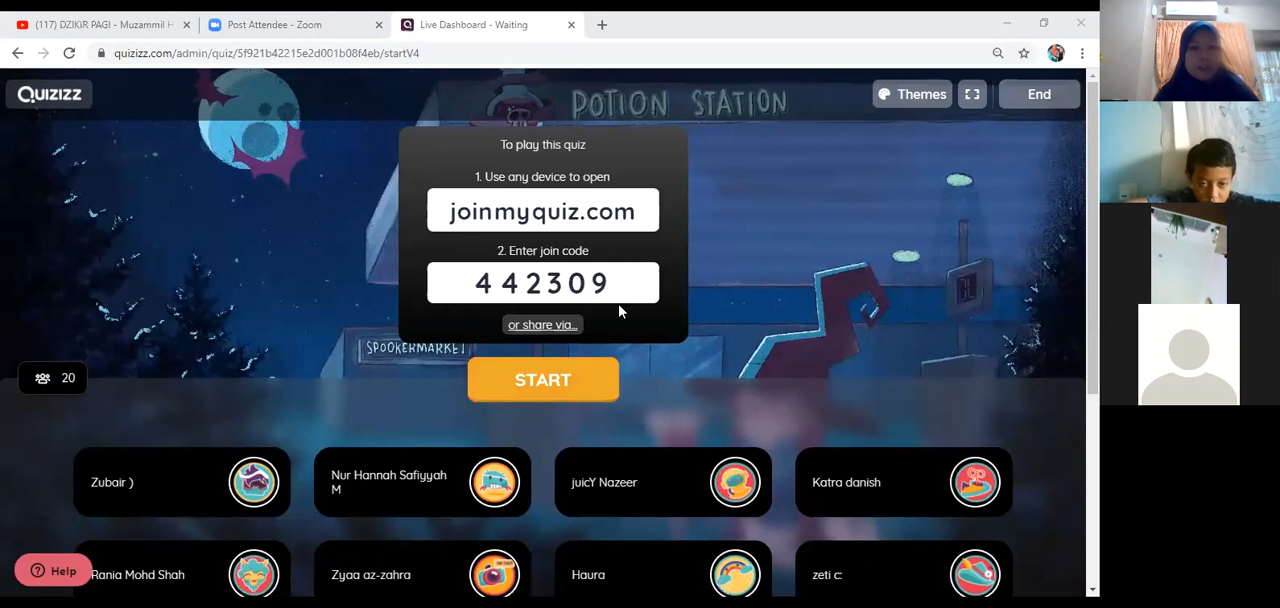 (117) DZIKIR PAGI - Muzammil H
Post Attendee - Zoom
Live Dashboard - Waiting
quizizz.com/admin/quiz/5f921b42215e2d001b08f4eb/startV4
Quizizz
POTION STATION
Themes
End
To play this quiz
1. Use any device to open
joinmyquiz.com
2. Enter join code
442309
or share via...
SPOOKERMARKET
START
20
Zubair )
Nur Hannah Safiyyah
M
juicY Nazeer
Katra danish
Help
Rania Mohd Shah
Zyaa az-zahra
Haura
zeti c